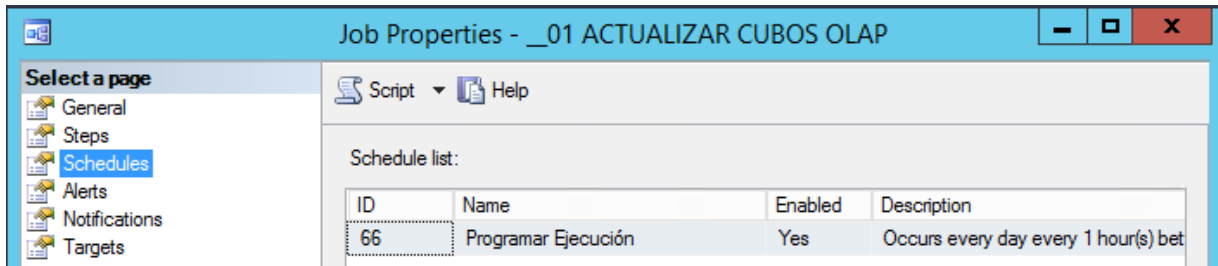 Job Properties - __01 ACTUALIZAR CUBOS OLAP
Select a page
General
Steps
Schedules
Alerts
Notifications
Targets
Script
Help
Schedule list:
ID Name Enabled Description
66 Programar Ejecución Yes Occurs every day every 1 hour(s) bet